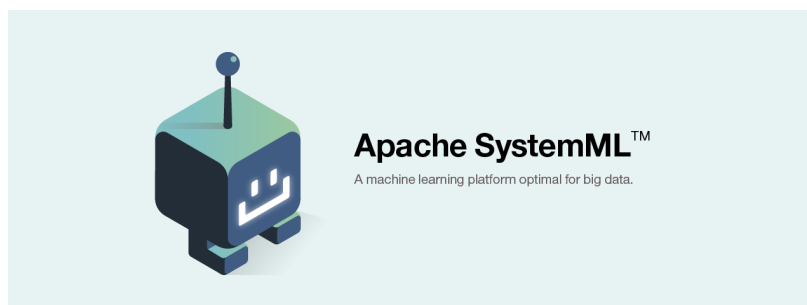 Apache SystemML™
A machine learning platform optimal for big data.